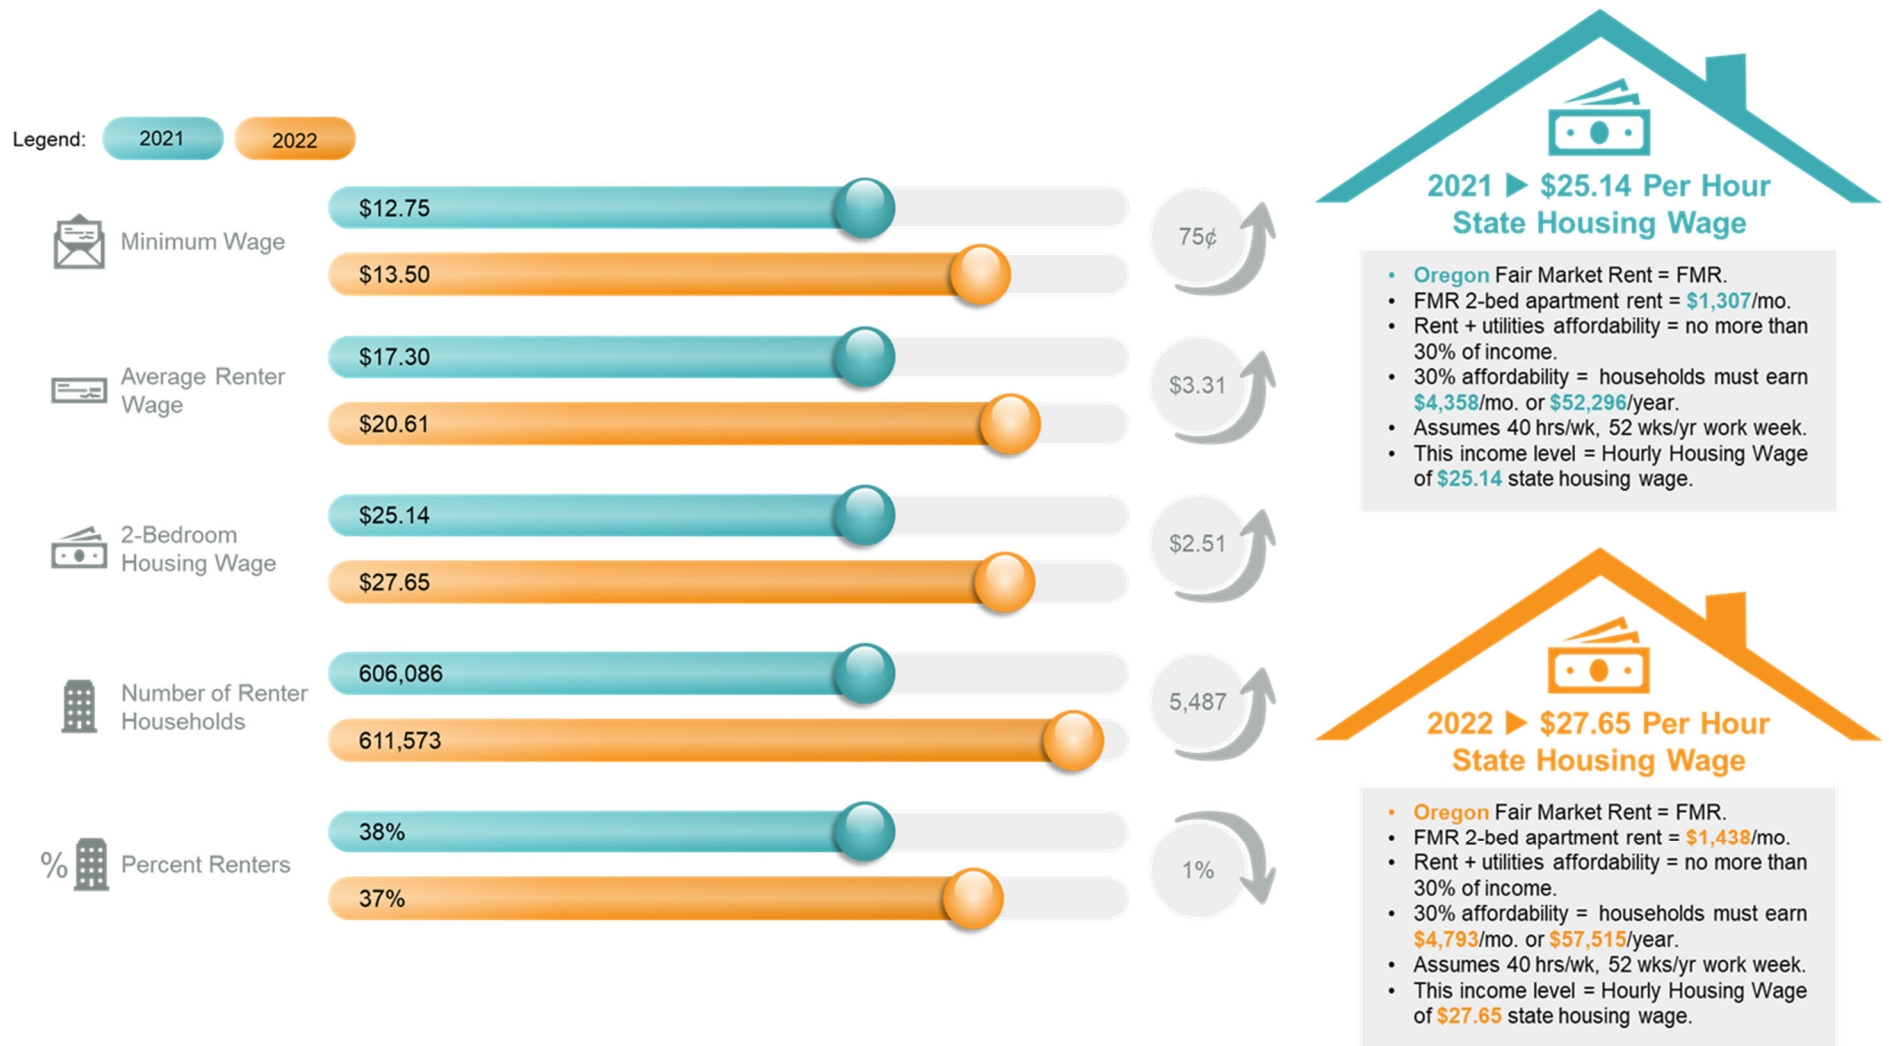 Legend:
2021
2022
Minimum Wage
$12.75
$13.50
75¢
Average Renter
Wage
$17.30
$20.61
$3.31
2-Bedroom
Housing Wage
$25.14
$27.65
$2.51
Number of Renter
Households
606,086
611,573
5,487
%
Percent Renters
38%
37%
1%
2021 ▶ $25.14 Per Hour
State Housing Wage
• Oregon Fair Market Rent = FMR.
• FMR 2-bed apartment rent = $1,307/mo.
• Rent + utilities affordability = no more than
30% of income.
• 30% affordability = households must earn
$4,358/mo. or $52,296/year.
• Assumes 40 hrs/wk, 52 wks/yr work week.
• This income level = Hourly Housing Wage
of $25.14 state housing wage.
2022 ▶ $27.65 Per Hour
State Housing Wage
• Oregon Fair Market Rent = FMR.
• FMR 2-bed apartment rent = $1,438/mo.
• Rent + utilities affordability = no more than
30% of income.
• 30% affordability = households must earn
$4,793/mo. or $57,515/year.
• Assumes 40 hrs/wk, 52 wks/yr work week.
• This income level = Hourly Housing Wage
of $27.65 state housing wage.